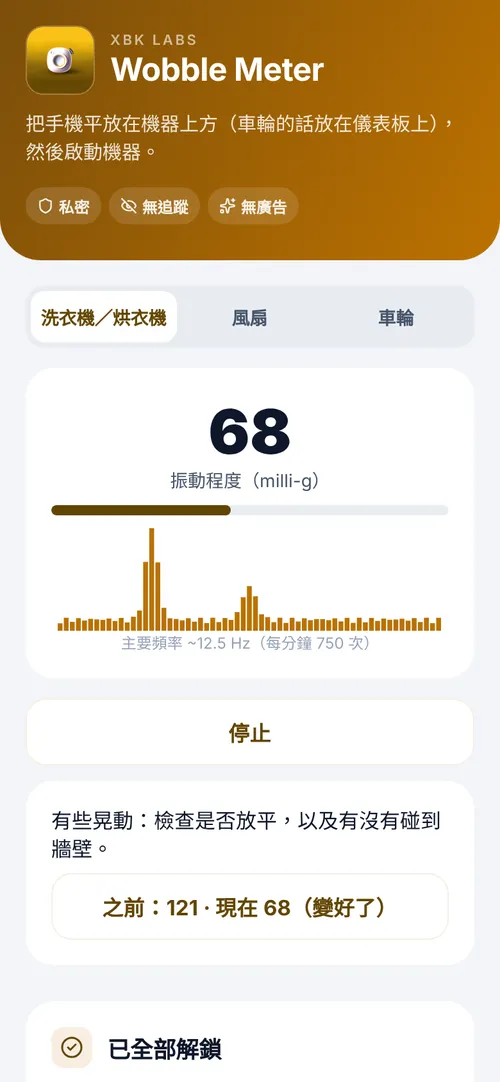 XBK LABS
Wobble Meter
把手機平放在機器上方（車輪的話放在儀表板上），
然後啟動機器。
私密
無追蹤
無廣告
洗衣機／烘衣機
風扇
車輪
68
振動程度（milli-g）
主要頻率 ~12.5 Hz（每分鐘 750 次）
停止
有些晃動：檢查是否放平，以及有沒有碰到
牆壁。
之前：121 · 現在 68（變好了）
已全部解鎖